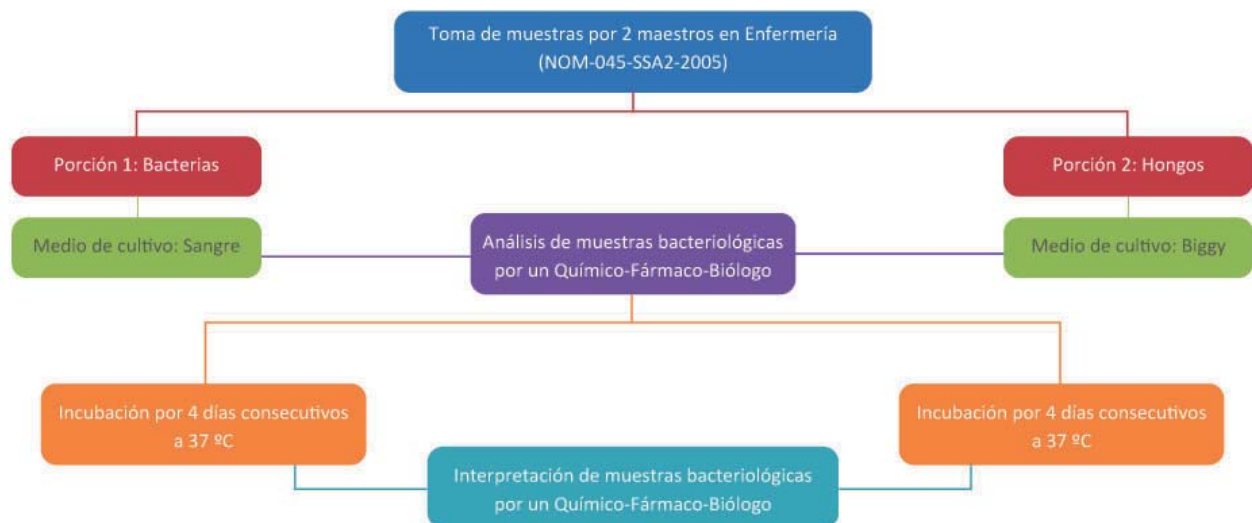 Toma de muestras por 2 maestros en Enfermería
(NOM-045-SSA2-2005)
Porción 1: Bacterias
Porción 2: Hongos
Medio de cultivo: Sangre
Análisis de muestras bacteriológicas
por un Químico-Fármaco-Biólogo
Medio de cultivo: Biggy
Incubación por 4 días consecutivos
a 37 ºC
Incubación por 4 días consecutivos
a 37 ºC
Interpretación de muestras bacteriológicas
por un Químico-Fármaco-Biólogo